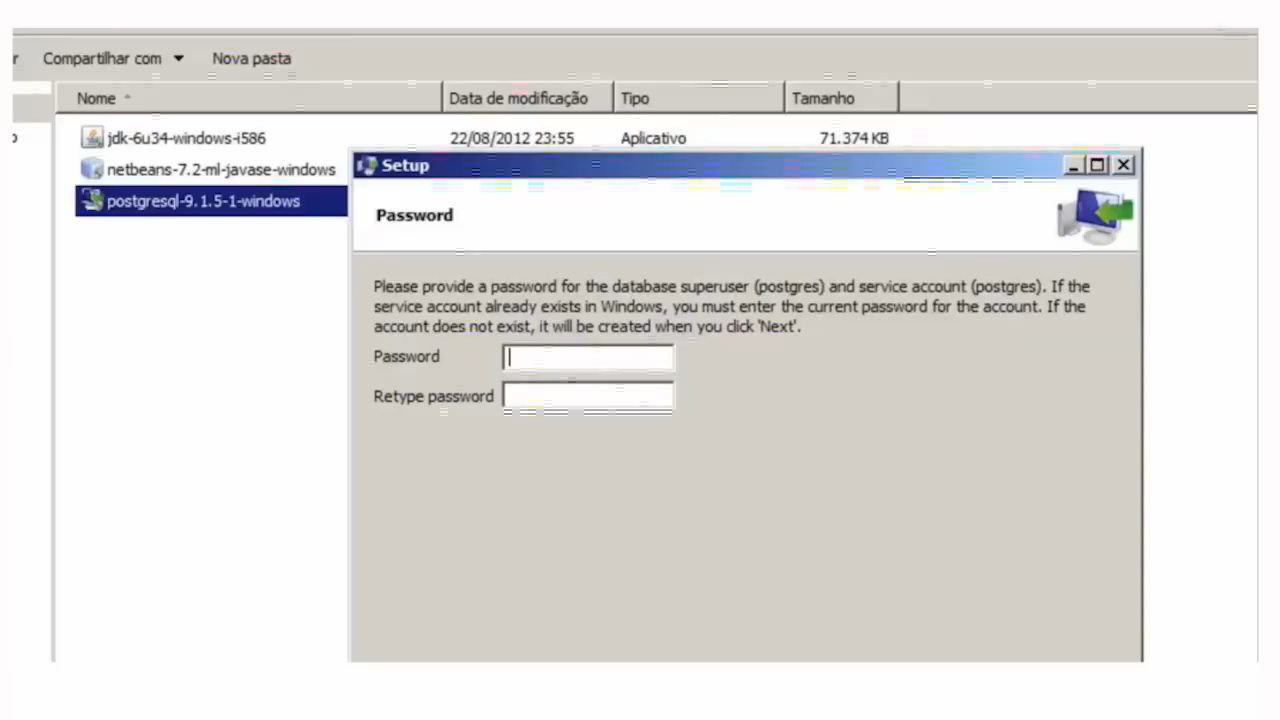 Compartilhar com Nova pasta
Nome Data de modificação Tipo Tamanho
jdk-6u34-windows-i586 22/08/2012 23:55 Aplicativo 71.374 KB
netbeans-7.2-ml-javase-windows
postgresql-9.1.5-1-windows
Setup
Password
Please provide a password for the database superuser (postgres) and service account (postgres). If the
service account already exists in Windows, you must enter the current password for the account. If the
account does not exist, it will be created when you click 'Next'.
Password
Retype password